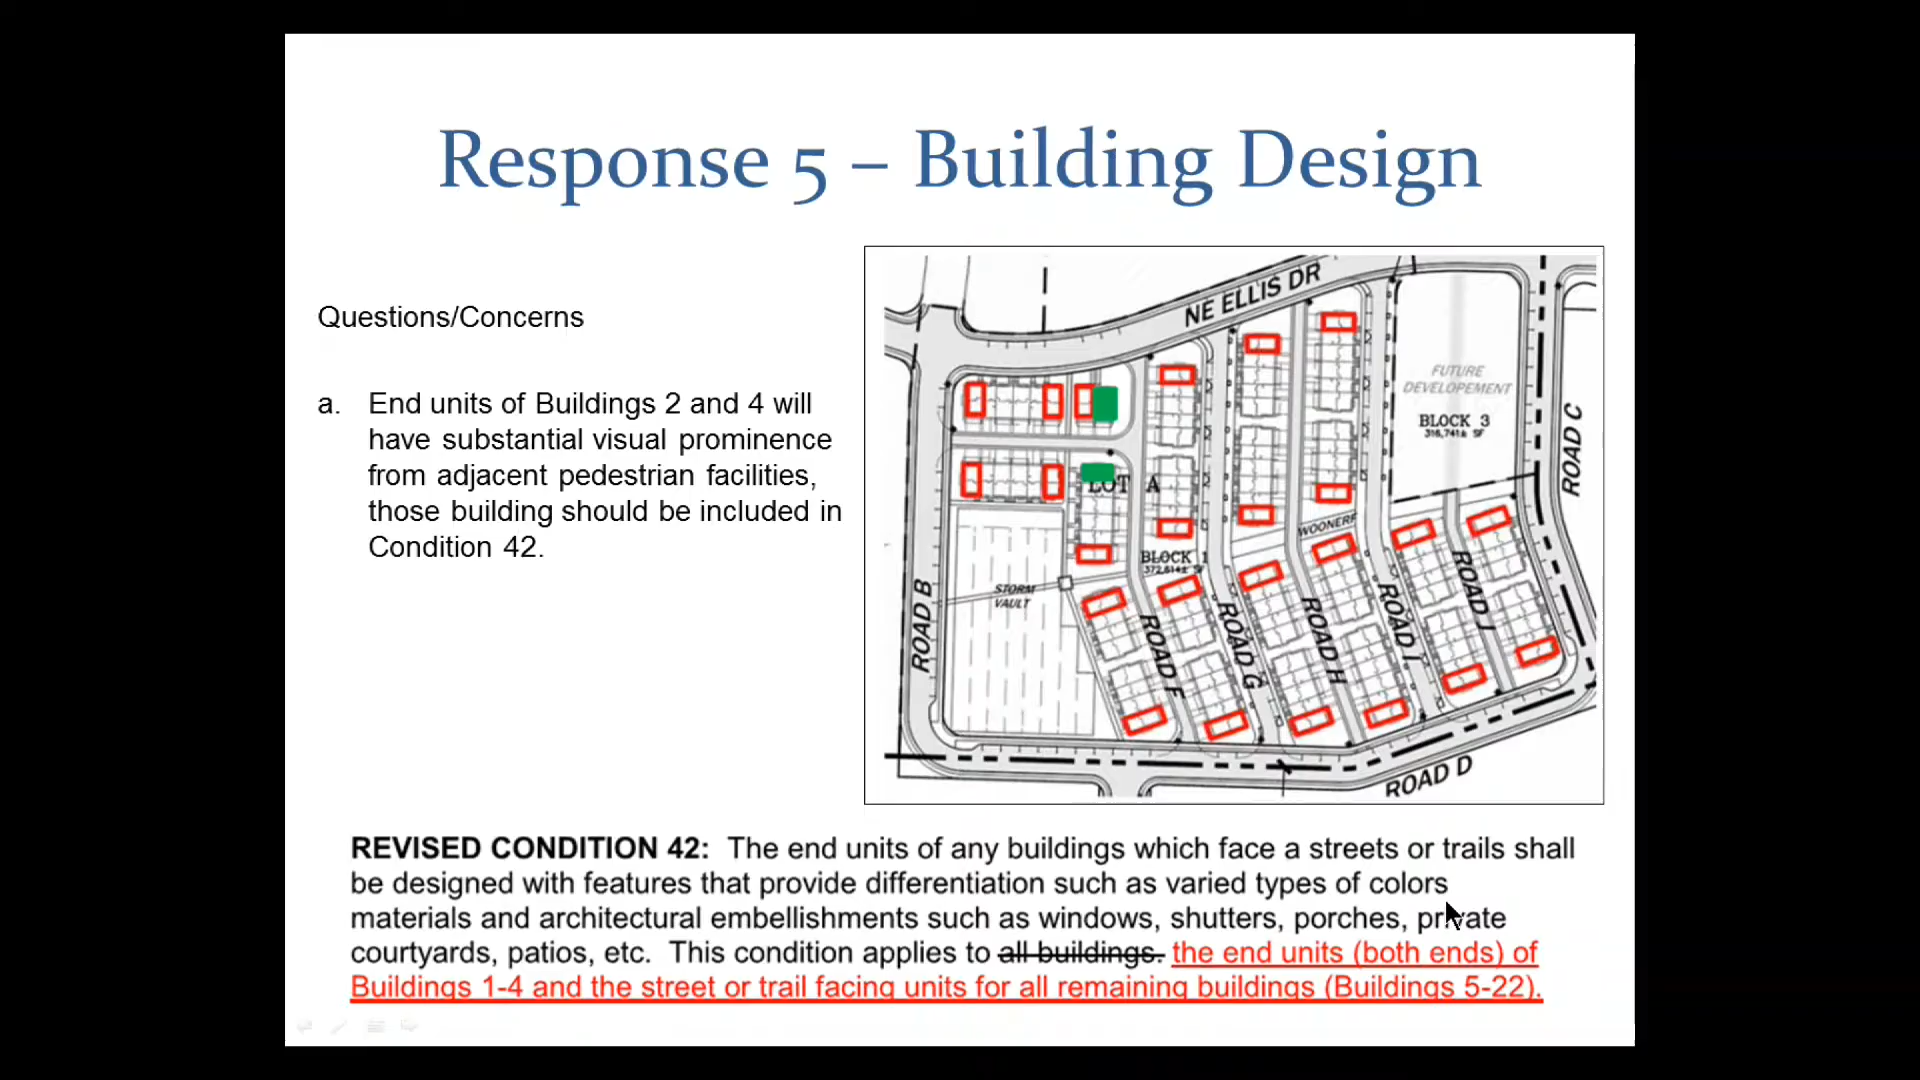 Response 5 – Building Design
Questions/Concerns
a. End units of Buildings 2 and 4 will
have substantial visual prominence
from adjacent pedestrian facilities,
those building should be included in
Condition 42.
NE ELLIS DR
FUTURE
DEVELOPEMENT
BLOCK 3
316,741± SF
ROAD C
LOT A
WOONERF
BLOCK 1
STORM
VAULT
ROAD B
ROAD F
ROAD G
ROAD H
ROAD I
ROAD J
ROAD D
REVISED CONDITION 42: The end units of any buildings which face a streets or trails shall
be designed with features that provide differentiation such as varied types of colors
materials and architectural embellishments such as windows, shutters, porches, private
courtyards, patios, etc. This condition applies to all buildings. the end units (both ends) of
Buildings 1-4 and the street or trail facing units for all remaining buildings (Buildings 5-22).